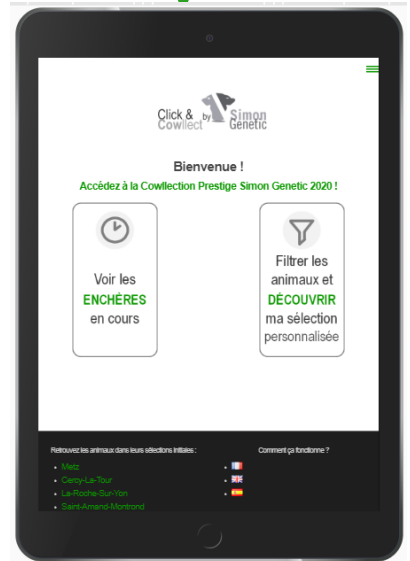 Click & Cowllect by Simon Genetic
Bienvenue !
Accédez à la Cowllection Prestige Simon Genetic 2020 !
Voir les
ENCHÈRES
en cours
Filtrer les
animaux et
DÉCOUVRIR
ma sélection
personnalisée
Retrouvez les animaux dans leurs sélections initiales :
Metz
Cercy-La-Tour
La-Roche-Sur-Yon
Saint-Amand-Montrond
Comment ça fonctionne ?